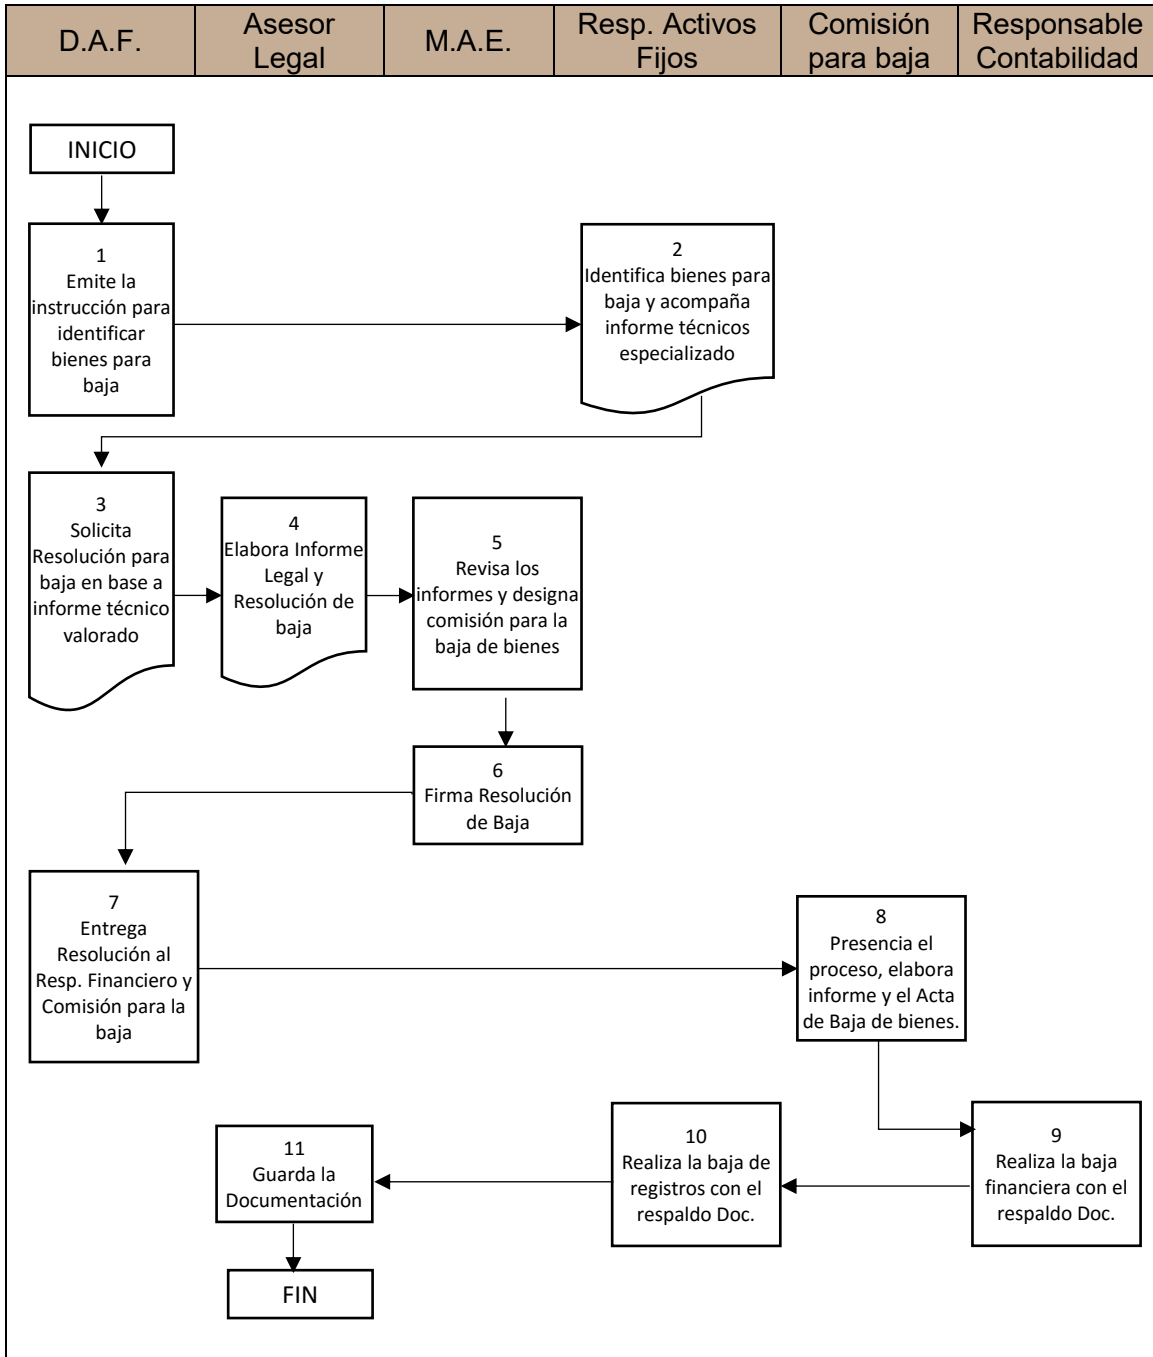 D.A.F.
Asesor
Legal
M.A.E.
Resp. Activos
Fijos
Comisión
para baja
Responsable
Contabilidad
INICIO
1
Emite la
instrucción para
identificar
bienes para
baja
2
Identifica bienes para
baja y acompaña
informe técnicos
especializado
3
Solicita
Resolución para
baja en base a
informe técnico
valorado
4
Elabora Informe
Legal y
Resolución de
baja
5
Revisa los
informes y designa
comisión para la
baja de bienes
6
Firma Resolución
de Baja
7
Entrega
Resolución al
Resp. Financiero y
Comisión para la
baja
8
Presencia el
proceso, elabora
informe y el Acta
de Baja de bienes.
9
Realiza la baja
financiera con el
respaldo Doc.
10
Realiza la baja de
registros con el
respaldo Doc.
11
Guarda la
Documentación
FIN